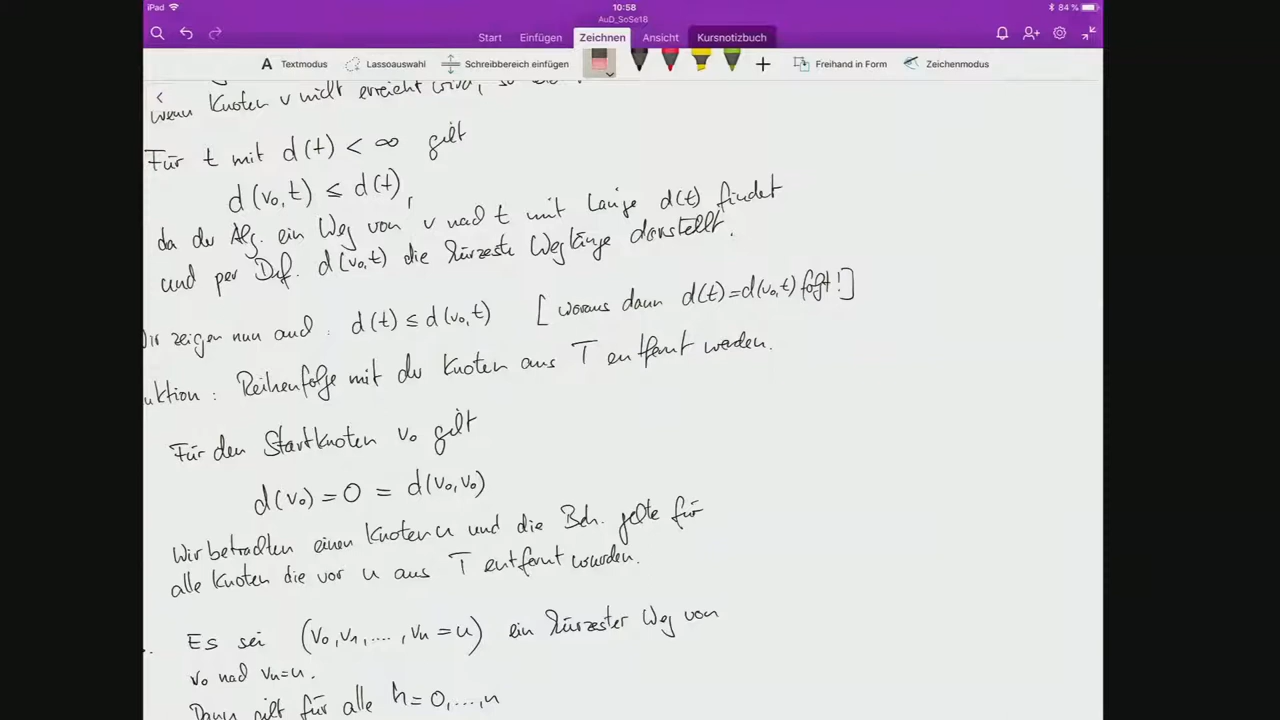 iPad
10:58
84 %
AuD_SoSe18
Start
Einfügen
Zeichnen
Ansicht
Kursnotizbuch
Textmodus
Lassoauswahl
Schreibbereich einfügen
Freihand in Form
Zeichenmodus
wenn Knoten v nicht erreicht wird,
Für t mit d(t) < ∞ gilt
d(v₀,t) ≤ d(t),
da der Alg. ein Weg von v nach t mit Länge d(t) findet
und per Def. d(v₀,t) die kürzeste Weglänge darstellt.
Wir zeigen nun auch: d(t) ≤ d(v₀,t) [woraus dann d(t)=d(v₀,t) folgt!]
uktion: Reihenfolge mit der Knoten aus T entfernt werden.
Für den Startknoten v₀ gilt
d(v₀) = 0 = d(v₀,v₀)
Wir betrachten einen Knoten u und die Beh. gelte für
alle Knoten die vor u aus T entfernt wurden.
Es sei (v₀,v₁,....,vₙ=u) ein kürzester Weg von
v₀ nach vₙ=u.
Dann gilt für alle h=0,...,n